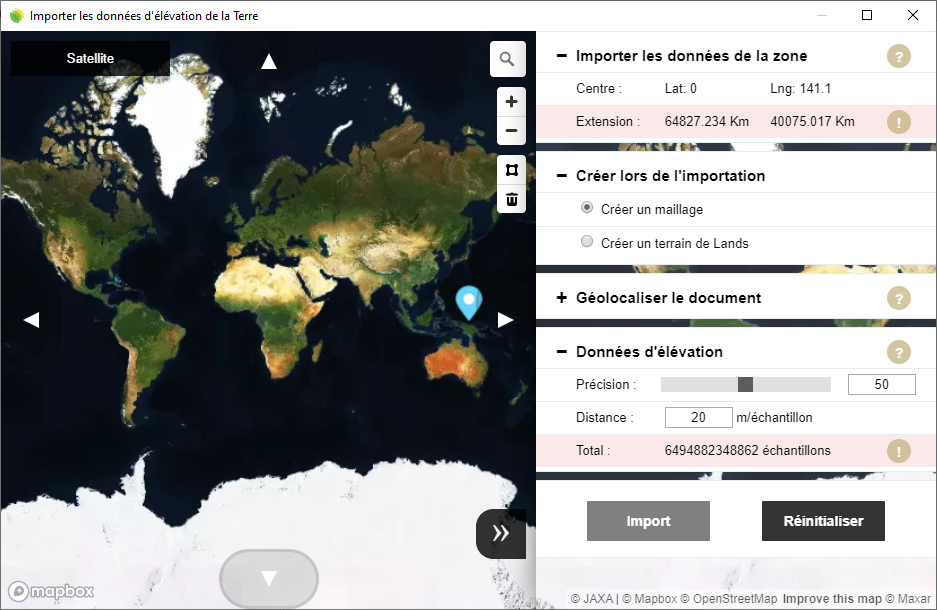 Importer les données d'élévation de la Terre
Satellite
Importer les données de la zone ?
Centre : Lat: 0 Lng: 141.1
Extension : 64827.234 Km 40075.017 Km !
Créer lors de l'importation
Créer un maillage
Créer un terrain de Lands
Géolocaliser le document ?
Données d'élévation ?
Précision : 50
Distance : 20 m/échantillon
Total : 6494882348862 échantillons !
Import Réinitialiser
mapbox
© JAXA | © Mapbox © OpenStreetMap Improve this map © Maxar